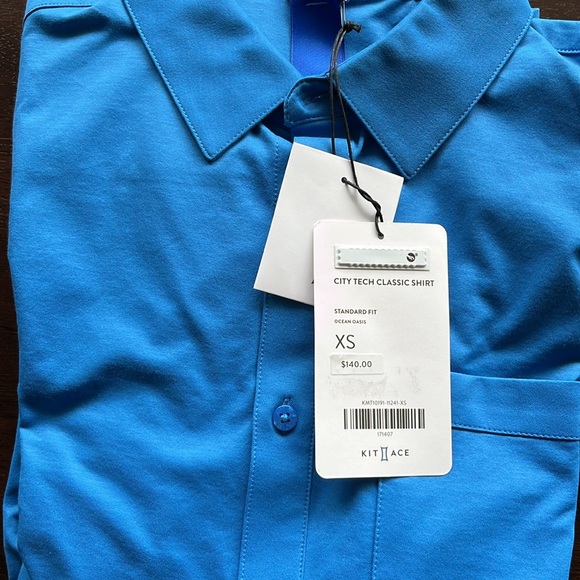 CITY TECH CLASSIC SHIRT
STANDARD FIT
OCEAN OASIS
XS
$140.00
KMT10191-11241-XS
171407
KIT ACE